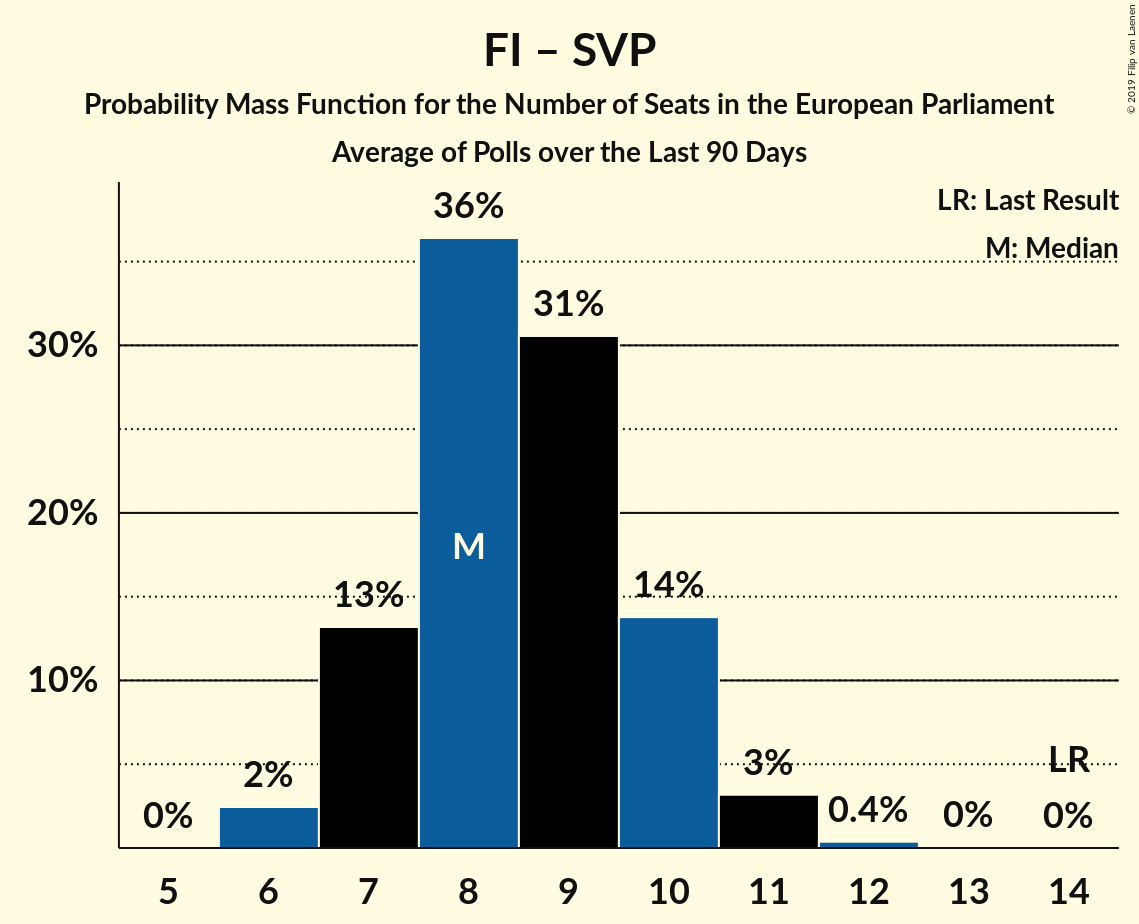 FI – SVP
Probability Mass Function for the Number of Seats in the European Parliament
Average of Polls over the Last 90 Days
© 2019 Filip van Laenen
LR: Last Result
M: Median
36%
31%
30%
20%
M
13%
14%
10%
2%
3%
LR
0%
0.4%
0%
0%
5 6 7 8 9 10 11 12 13 14